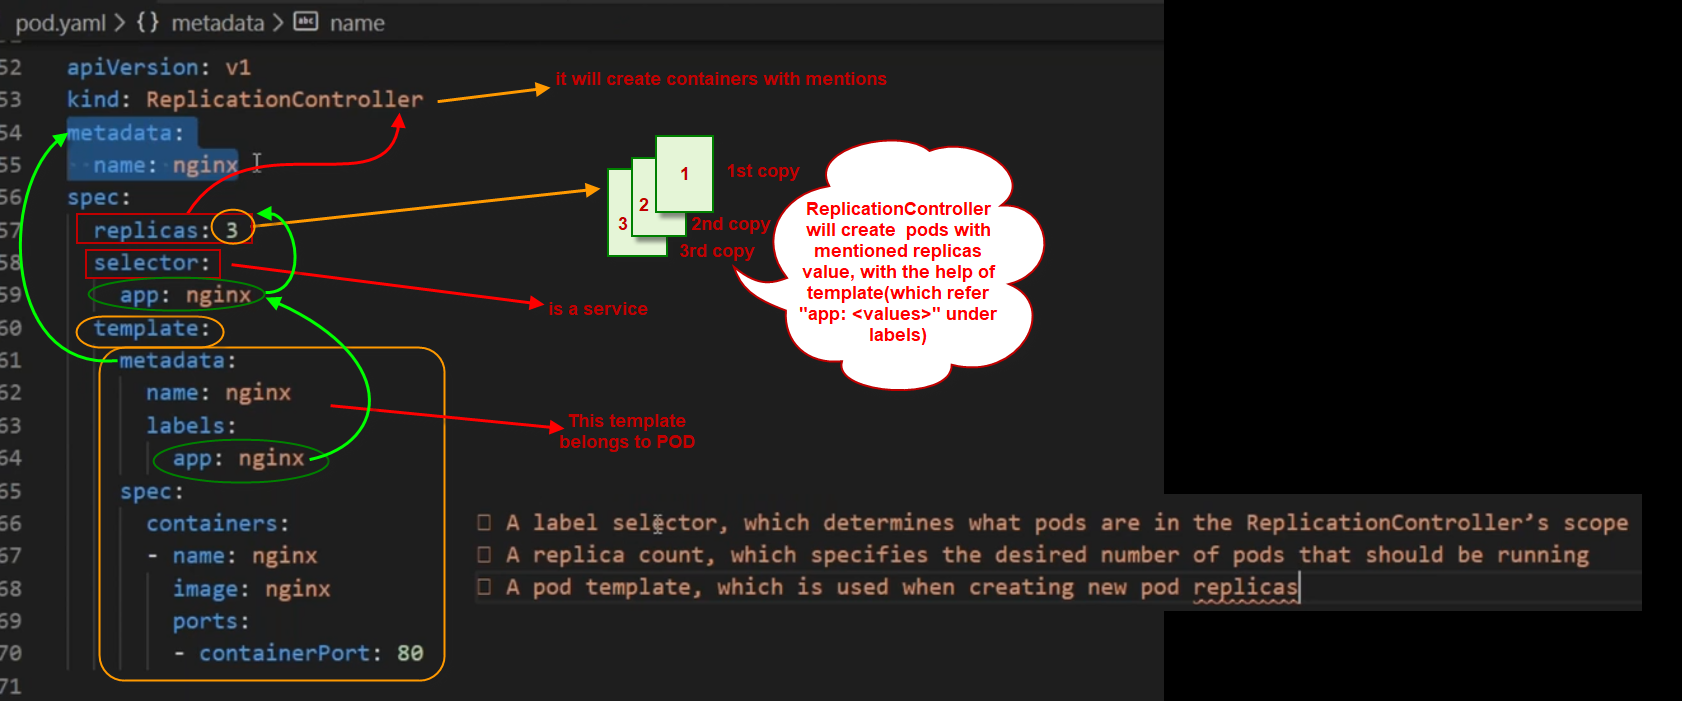 pod.yaml > {} metadata > abc name
52 apiVersion: v1
53 kind: ReplicationController
54 metadata:
55 name: nginx
56 spec:
57 replicas: 3
58 selector:
59 app: nginx
60 template:
61 metadata:
62 name: nginx
63 labels:
64 app: nginx
65 spec:
66 containers:
67 - name: nginx
68 image: nginx
69 ports:
70 - containerPort: 80
71
it will create containers with mentions
1
2
3
1st copy
2nd copy
3rd copy
ReplicationController
will create pods with
mentioned replicas
value, with the help of
template(which refer
"app: <values>" under
labels)
is a service
This template
belongs to POD
A label selector, which determines what pods are in the ReplicationController’s scope
A replica count, which specifies the desired number of pods that should be running
A pod template, which is used when creating new pod replicas